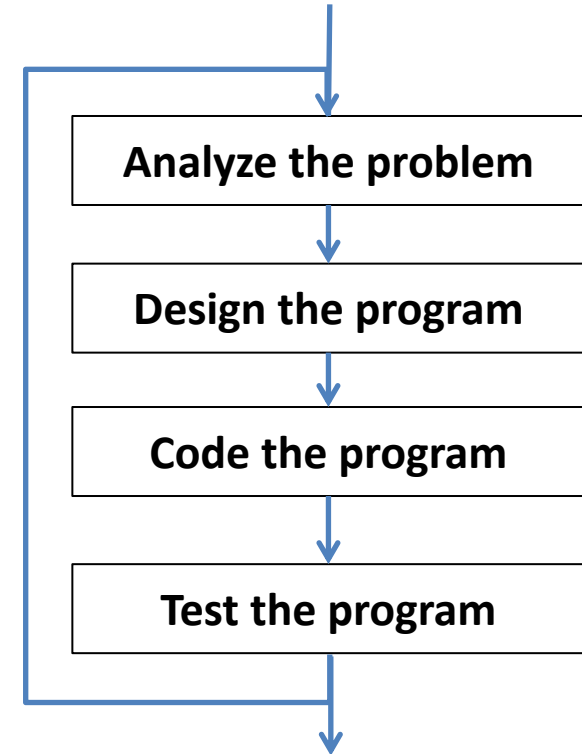 Analyze the problem
Design the program
Code the program
Test the program